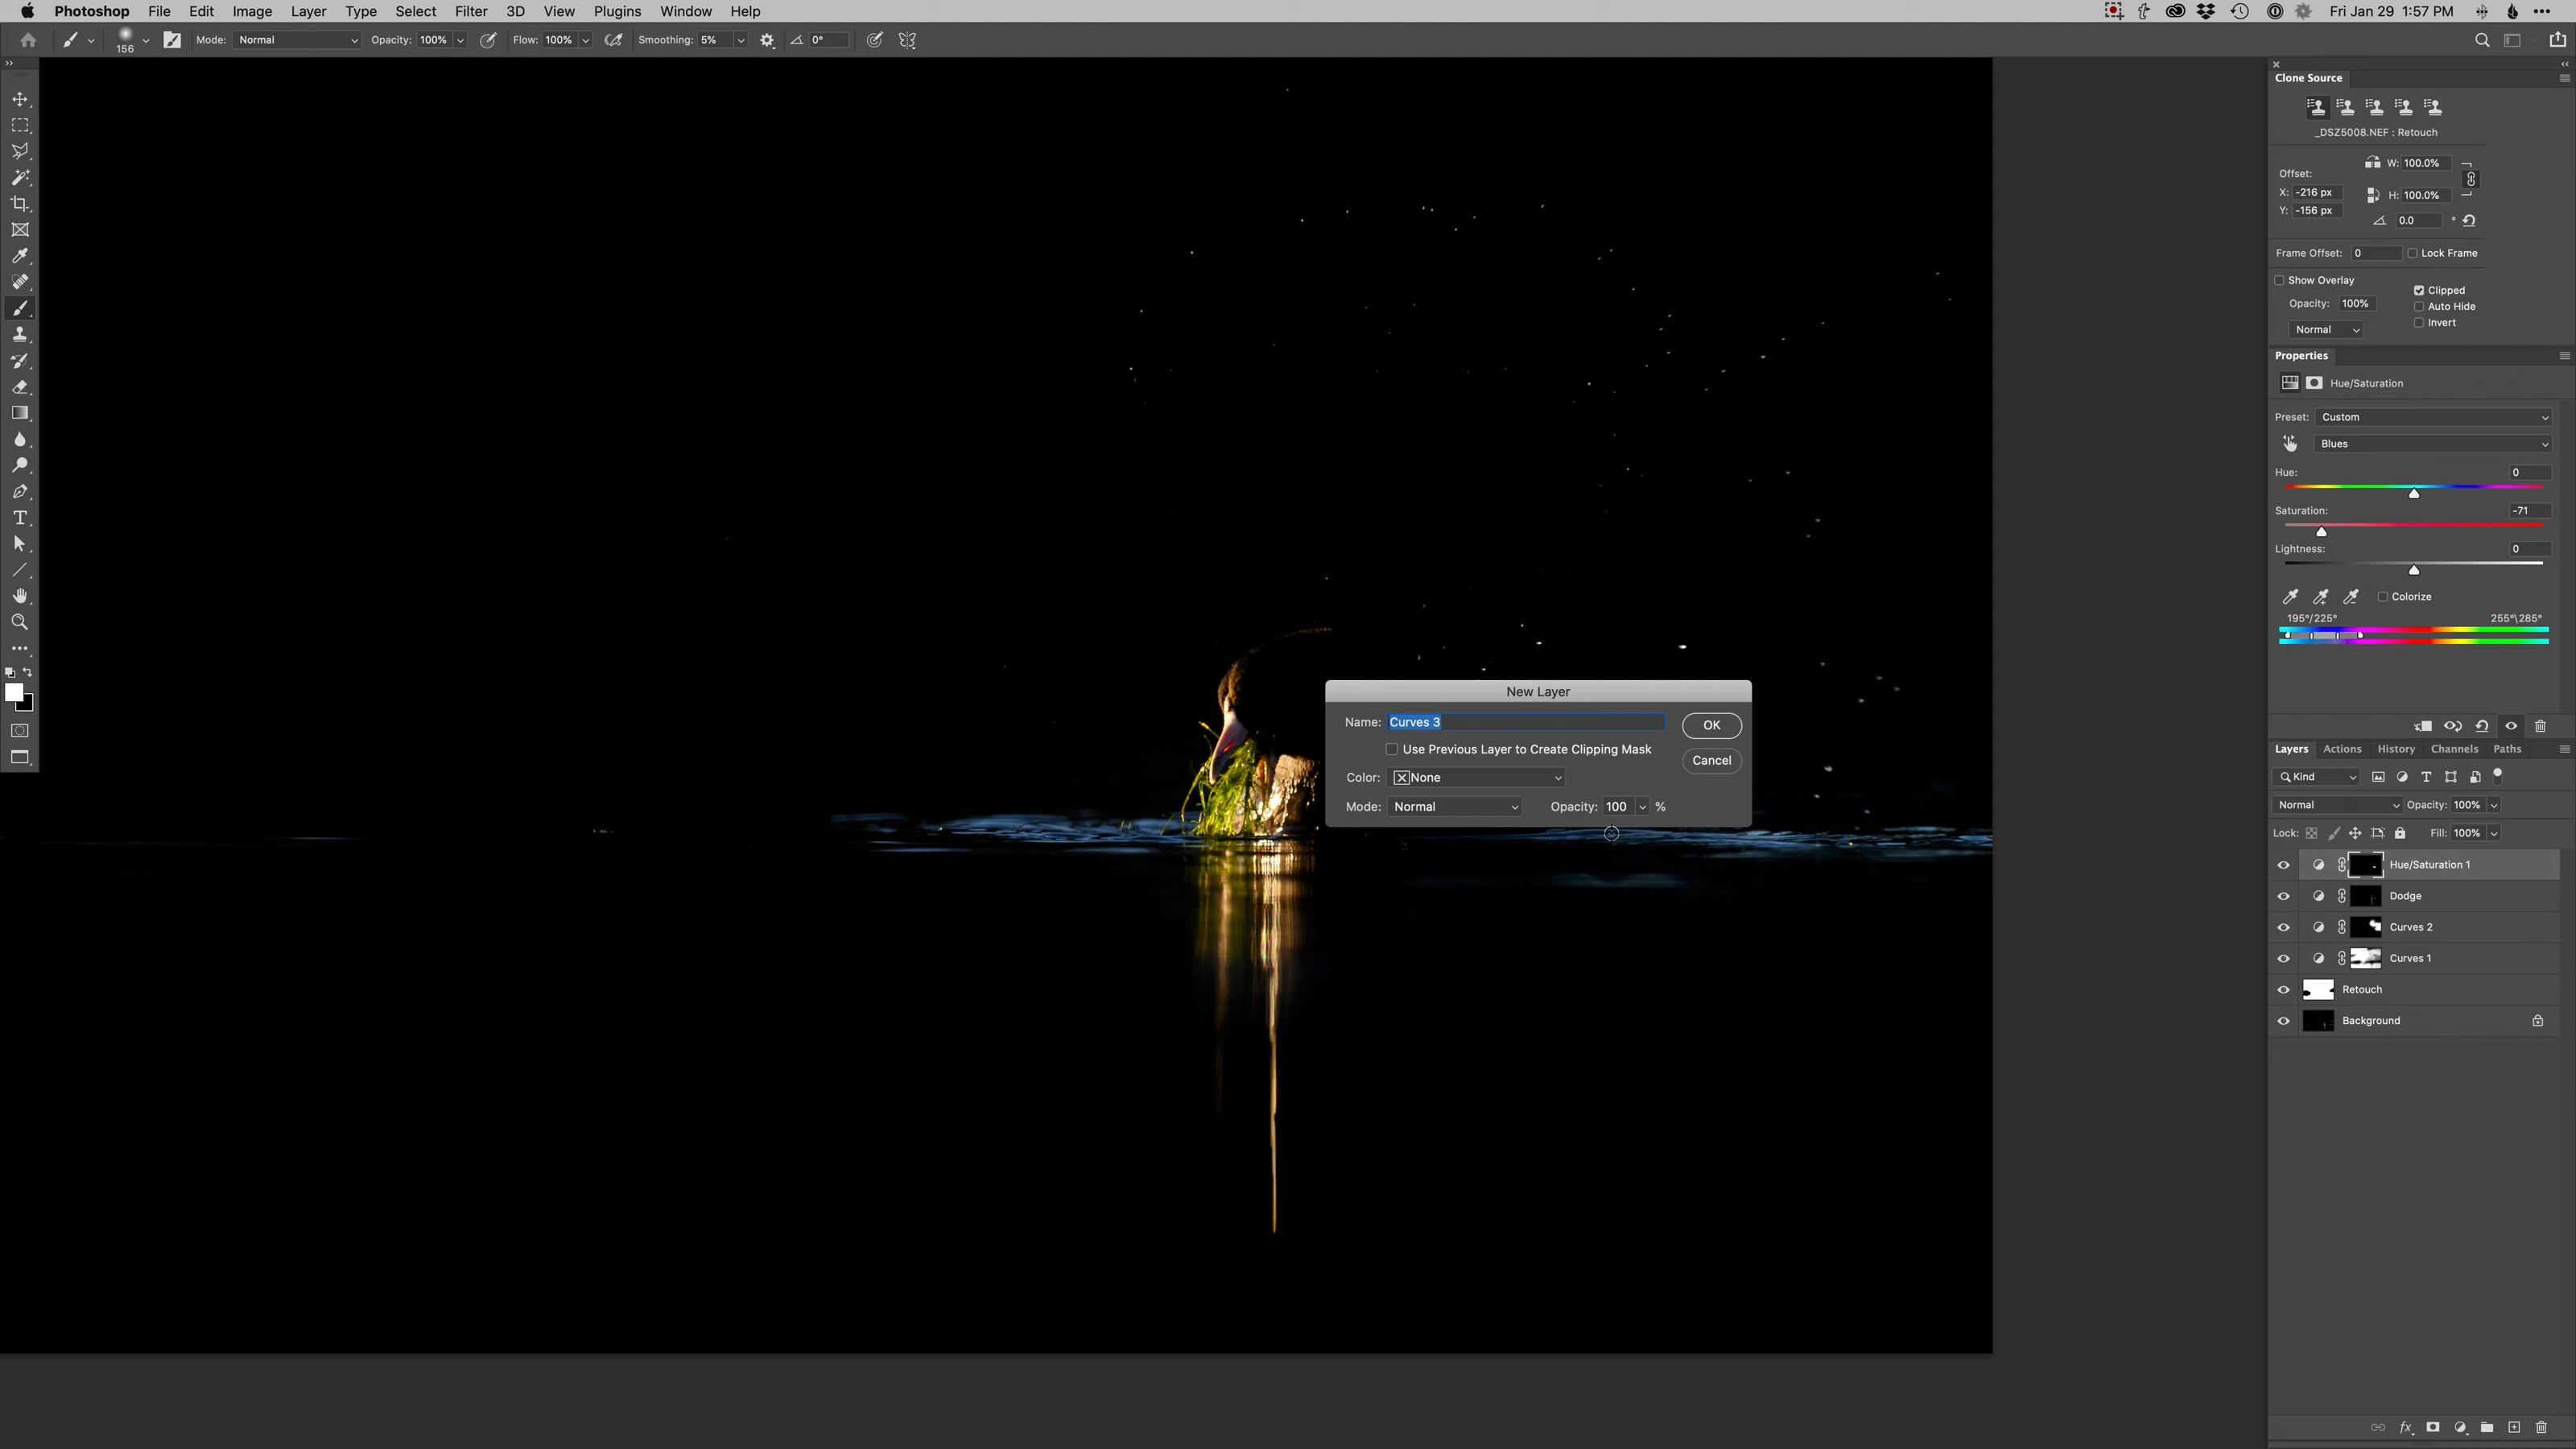 Photoshop File Edit Image Layer Type Select Filter 3D View Plugins Window Help Fri Jan 29 1:57 PM
156 Mode: Normal Opacity: 100% Flow: 100% Smoothing: 5% 0°
Clone Source
_DSZ5008.NEF : Retouch
W: 100.0%
Offset:
X: -216 px H: 100.0%
Y: -156 px 0.0 °
Frame Offset: 0 Lock Frame
Show Overlay
Clipped
Opacity: 100% Auto Hide
Normal Invert
Properties
Hue/Saturation
Preset: Custom
Blues
Hue: 0
Saturation: -71
Lightness: 0
Colorize
195°/225° 255°\285°
New Layer
Name: Curves 3 OK
Use Previous Layer to Create Clipping Mask
Cancel
Color: None
Mode: Normal Opacity: 100 %
Layers Actions History Channels Paths
Kind
Normal Opacity: 100%
Lock: Fill: 100%
Hue/Saturation 1
Dodge
Curves 2
Curves 1
Retouch
Background
fx